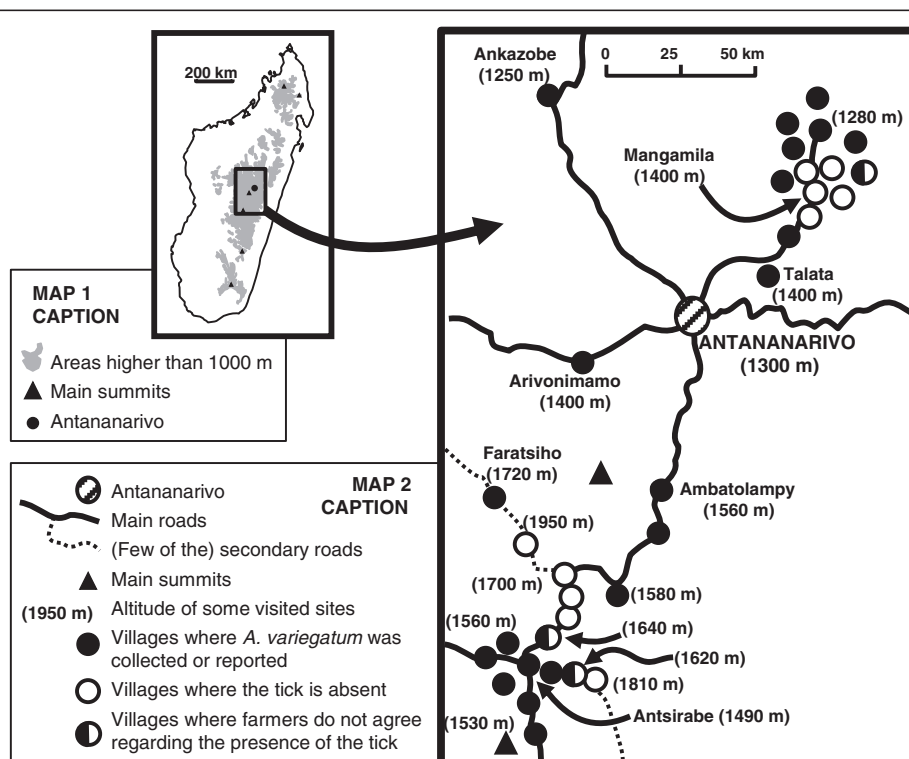 200 km
MAP 1
CAPTION
Areas higher than 1000 m
Main summits
Antananarivo
MAP 2
CAPTION
Antananarivo
Main roads
(Few of the) secondary roads
Main summits
(1950 m) Altitude of some visited sites
Villages where A. variegatum was
collected or reported
Villages where the tick is absent
Villages where farmers do not agree
regarding the presence of the tick
Ankazobe
(1250 m)
0 25 50 km
(1280 m)
Mangamila
(1400 m)
Talata
(1400 m)
ANTANANARIVO
(1300 m)
Arivonimamo
(1400 m)
Faratsiho
(1720 m)
Ambatolampy
(1560 m)
(1950 m)
(1700 m)
(1580 m)
(1560 m)
(1640 m)
(1620 m)
(1810 m)
Antsirabe (1490 m)
(1530 m)